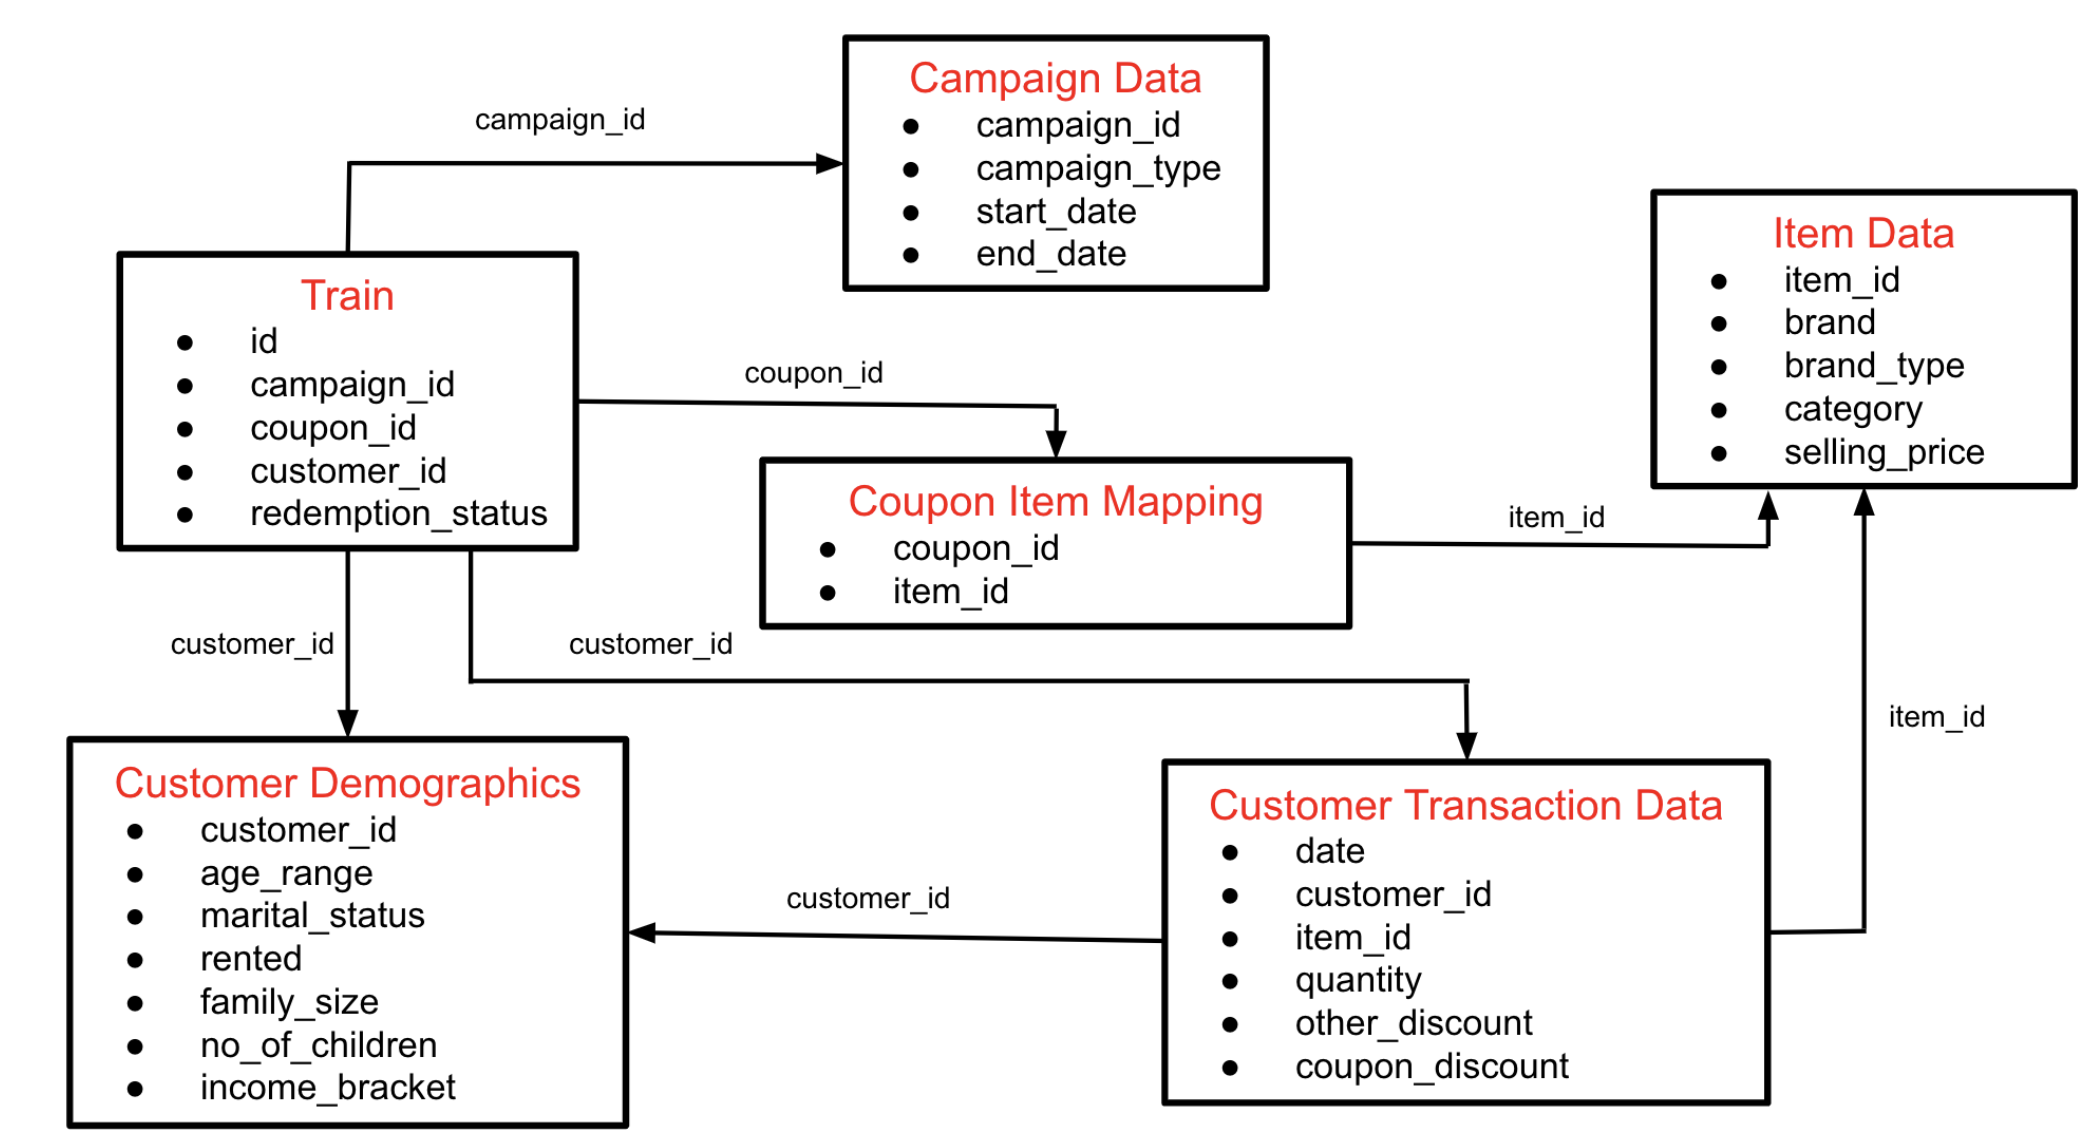 Campaign Data
campaign_id
campaign_type
start_date
end_date
campaign_id
Item Data
item_id
brand
brand_type
category
selling_price
Train
id
campaign_id
coupon_id
customer_id
redemption_status
coupon_id
Coupon Item Mapping
coupon_id
item_id
item_id
customer_id
customer_id
item_id
Customer Demographics
customer_id
age_range
marital_status
rented
family_size
no_of_children
income_bracket
customer_id
Customer Transaction Data
date
customer_id
item_id
quantity
other_discount
coupon_discount